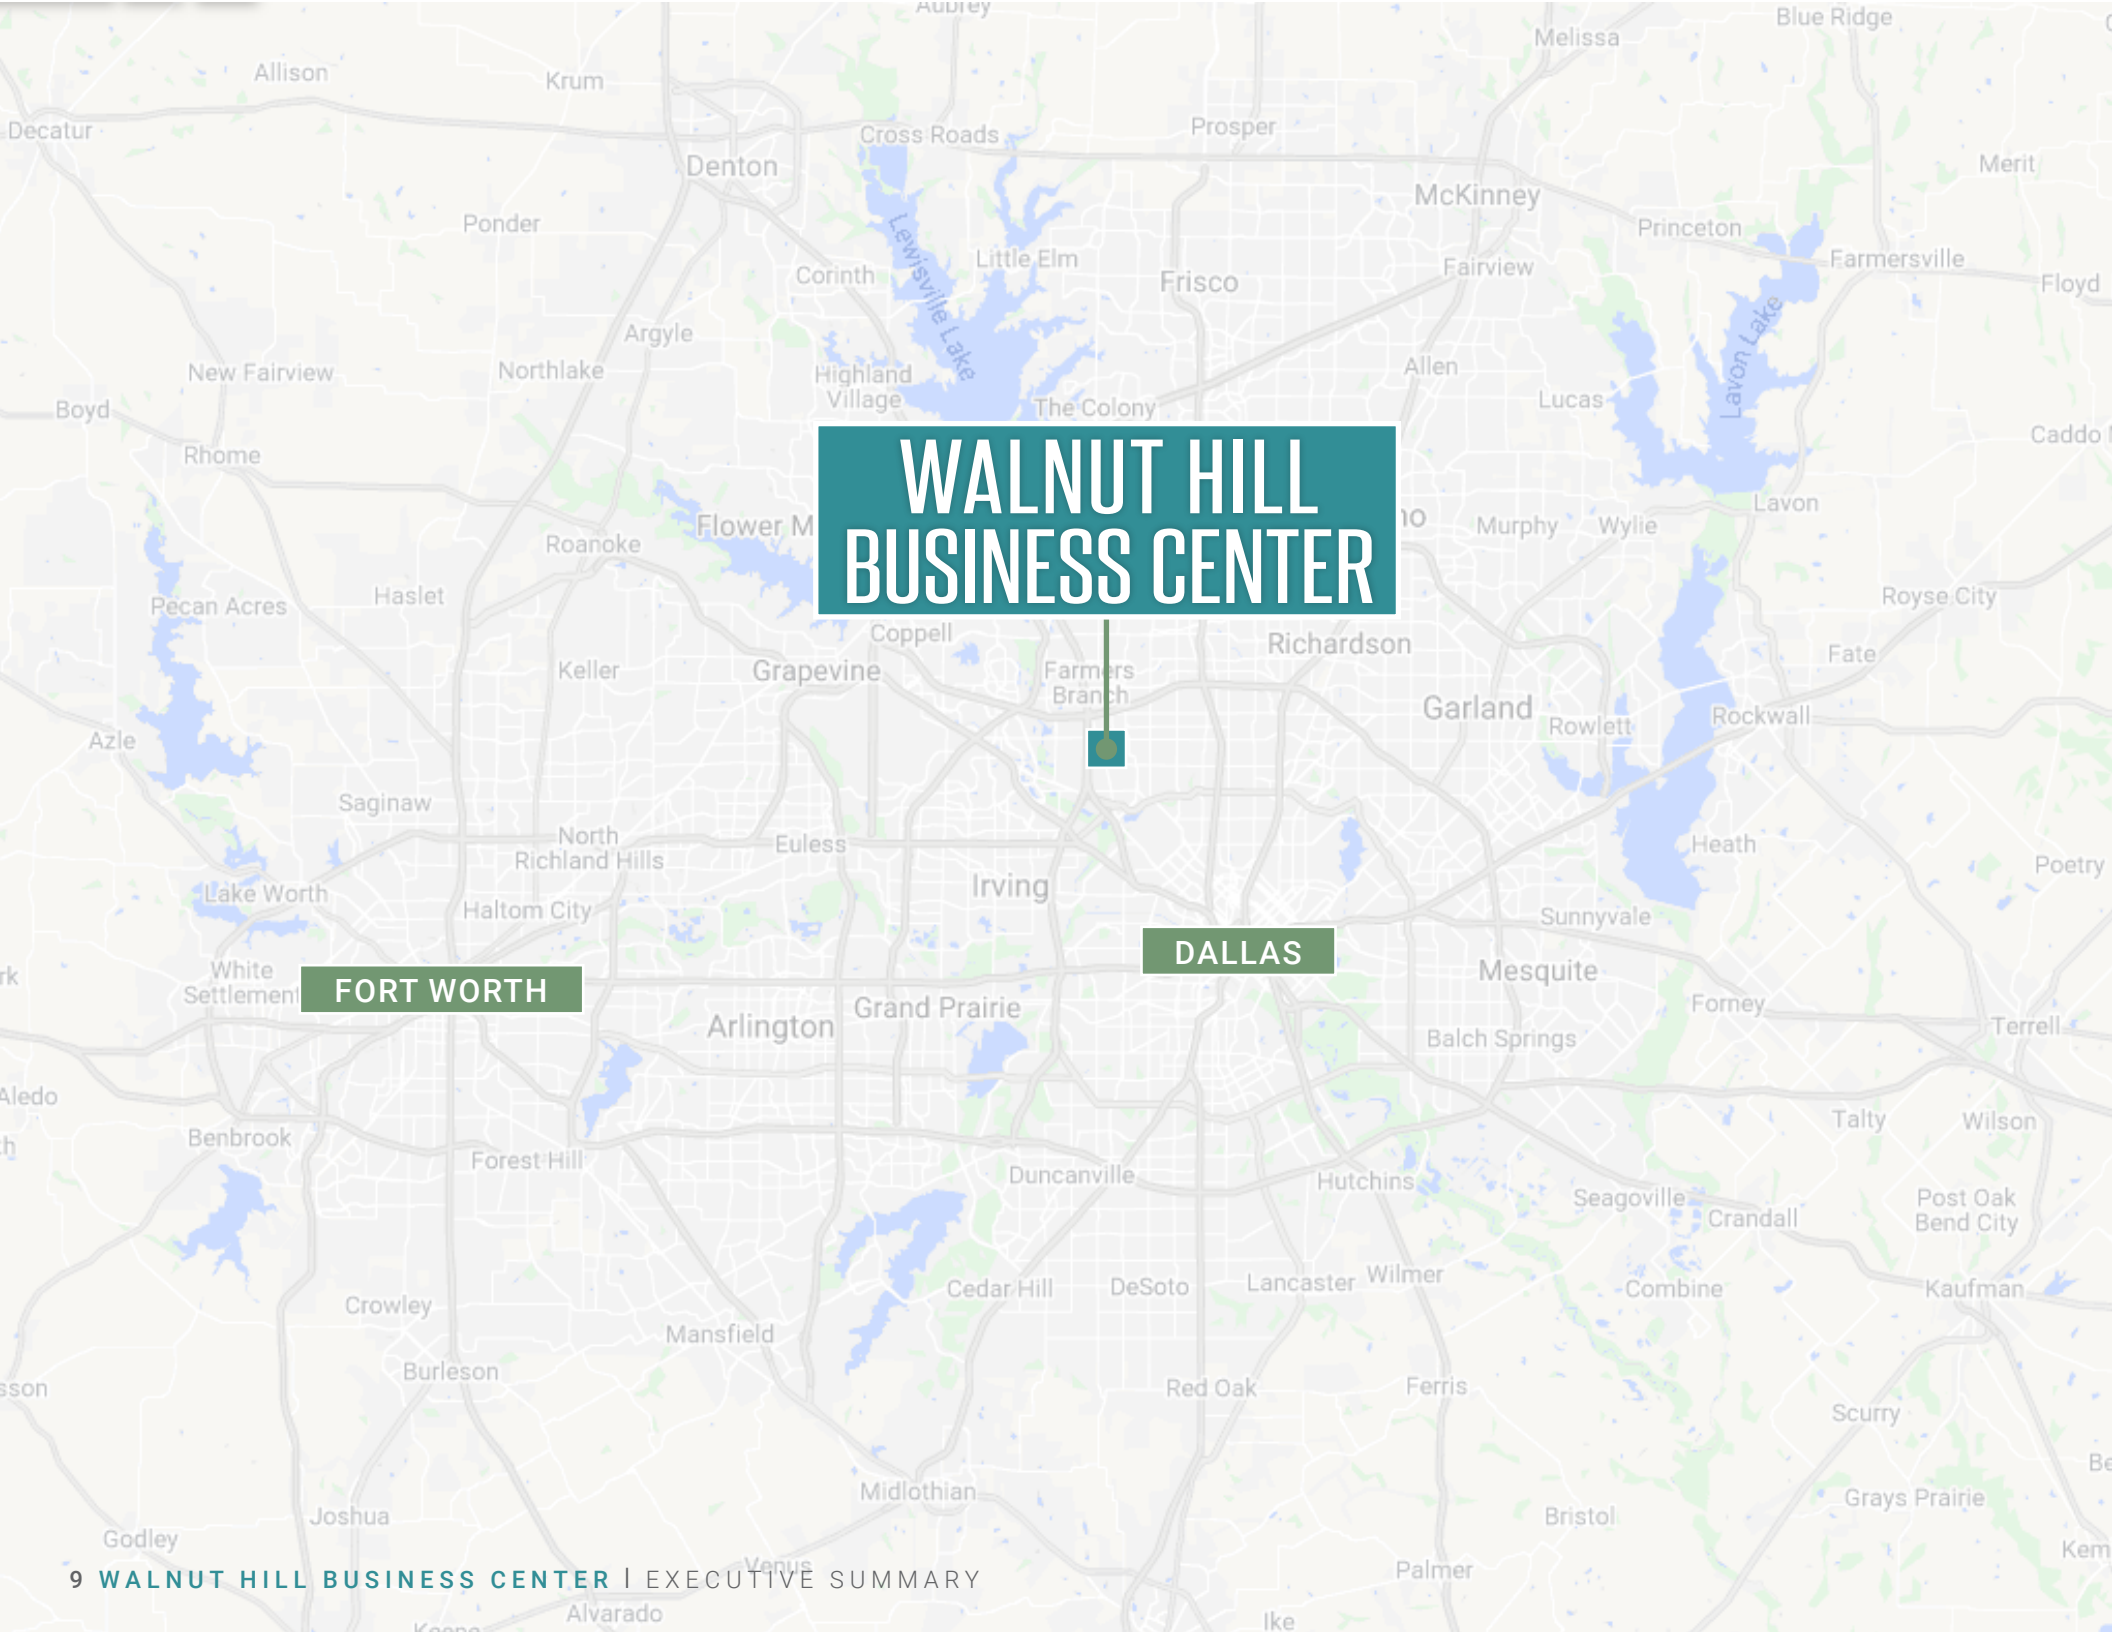 Aubrey
Blue Ridge
Melissa
Allison
Krum
Decatur
Cross Roads
Prosper
Denton
Merit
McKinney
Ponder
Princeton
Lewisville Lake
Little Elm
Corinth
Frisco
Fairview
Farmersville
Floyd
Argyle
Lavon Lake
New Fairview
Northlake
Highland
Village
Allen
Lucas
Boyd
The Colony
Caddo
Rhome
WALNUT HILL
BUSINESS CENTER
Lavon
Flower M
no
Murphy
Wylie
Roanoke
Pecan Acres
Haslet
Royse City
Coppell
Richardson
Keller
Grapevine
Farmers
Branch
Fate
Garland
Rowlett
Rockwall
Azle
Saginaw
North
Richland Hills
Euless
Heath
Poetry
Irving
Lake Worth
Haltom City
Sunnyvale
DALLAS
White
Settlement
rk
FORT WORTH
Mesquite
Grand Prairie
Arlington
Forney
Terrell
Balch Springs
Aledo
Talty
Wilson
Benbrook
th
Forest Hill
Duncanville
Hutchins
Seagoville
Post Oak
Bend City
Crandall
Cedar Hill
DeSoto
Lancaster
Wilmer
Combine
Kaufman
Crowley
Mansfield
Burleson
sson
Red Oak
Ferris
Scurry
Be
Midlothian
Grays Prairie
Joshua
Bristol
Godley
Kem
Venus
Palmer
9 WALNUT HILL BUSINESS CENTER | EXECUTIVE SUMMARY
Alvarado
Ike